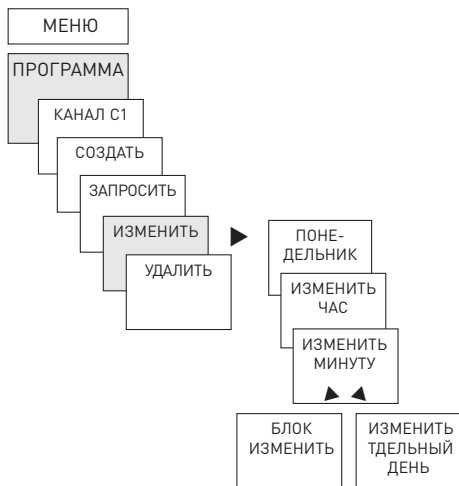 МЕНЮ
ПРОГРАММА
КАНАЛ C1
СОЗДАТЬ
ЗАПРОСИТЬ
ИЗМЕНИТЬ
УДАЛИТЬ
ПОНЕ-
ДЕЛЬНИК
ИЗМЕНИТЬ
ЧАС
ИЗМЕНИТЬ
МИНУТУ
БЛОК
ИЗМЕНИТЬ
ИЗМЕНИТЬ
ТДЕЛЬНЫЙ
ДЕНЬ